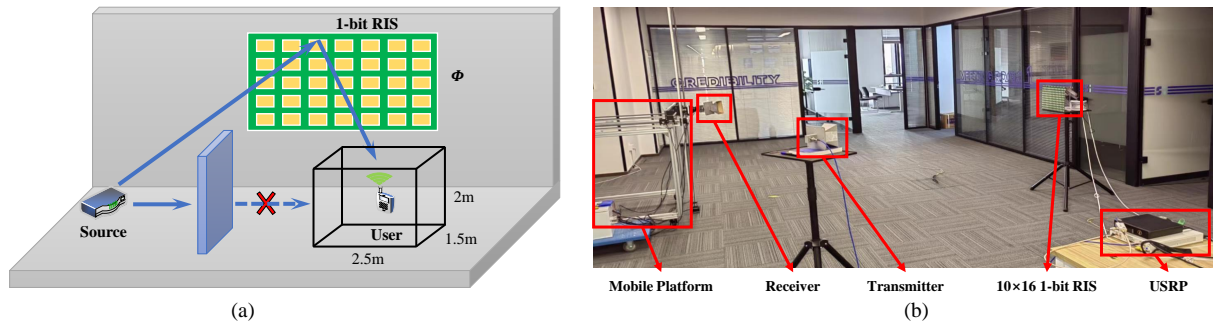 1-bit RIS
Φ
Source
User
2m
1.5m
2.5m
(a)
CREDIBILITY
Mobile Platform Receiver Transmitter 10×16 1-bit RIS USRP
(b)